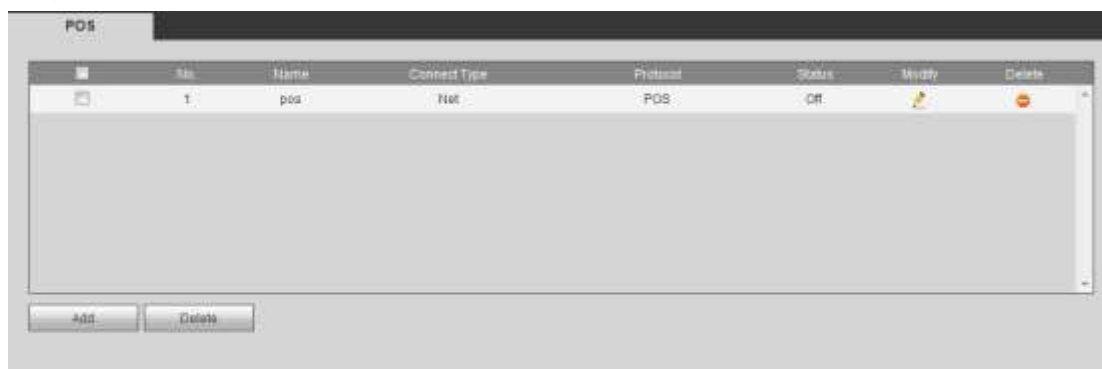 POS
No. Name Connect Type Protocol Status Modify Delete
1 pos Net POS Off
Add Delete